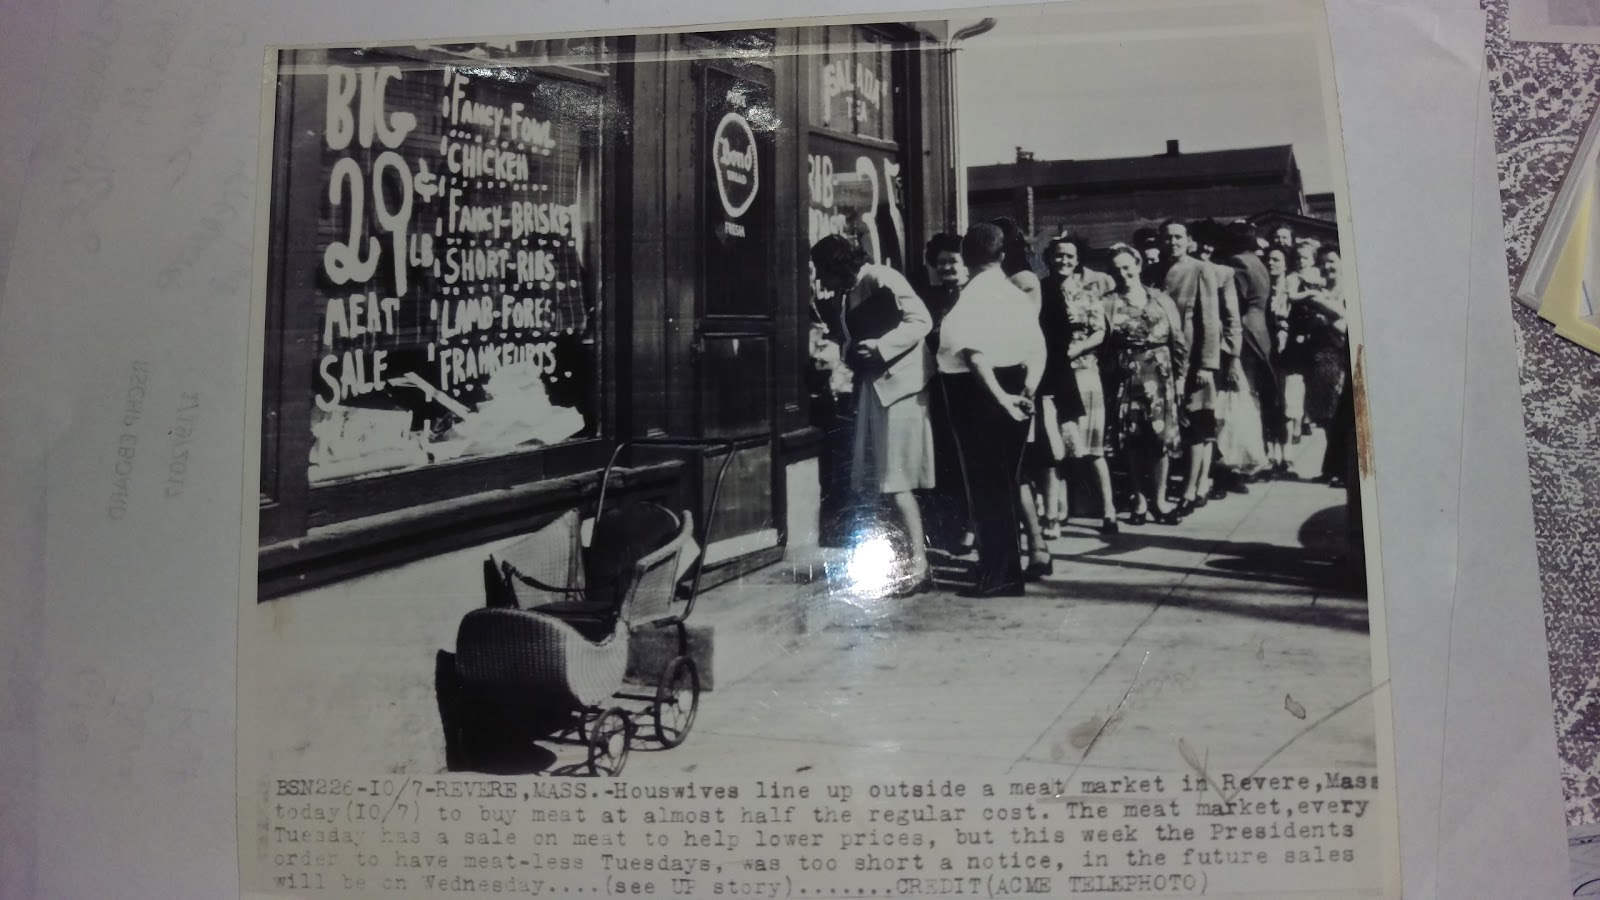 BIG
29¢
LB.
MEAT
SALE
FANCY-FOWL
CHICKEN
FANCY-BRISKET
SHORT-RIBS
LAMB-FORES
FRANKFURTS
Bond
BREAD
FRESH
SALADA
TEA
RIB-
BSN226-10/7-REVERE,MASS.-Houswives line up outside a meat market in Revere,Mass
today(10/7) to buy meat at almost half the regular cost. The meat market,every
Tuesday has a sale on meat to help lower prices, but this week the Presidents
order to have meat-less Tuesdays, was too short a notice, in the future sales
will be on Wednesday....(see UP story).......CREDIT(ACME TELEPHOTO)